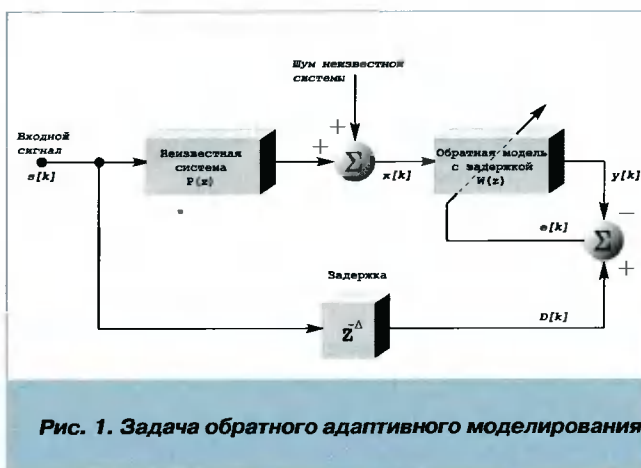 Шум неизвестной
системы
Входной
сигнал
s[k]
Неизвестная
система
P(z)
+
+
Σ
x[k]
Обратная модель
с задержкой
W(z)
y[k]
−
e[k]
Σ
+
Задержка
Z^-Δ
D[k]
Рис. 1. Задача обратного адаптивного моделирования